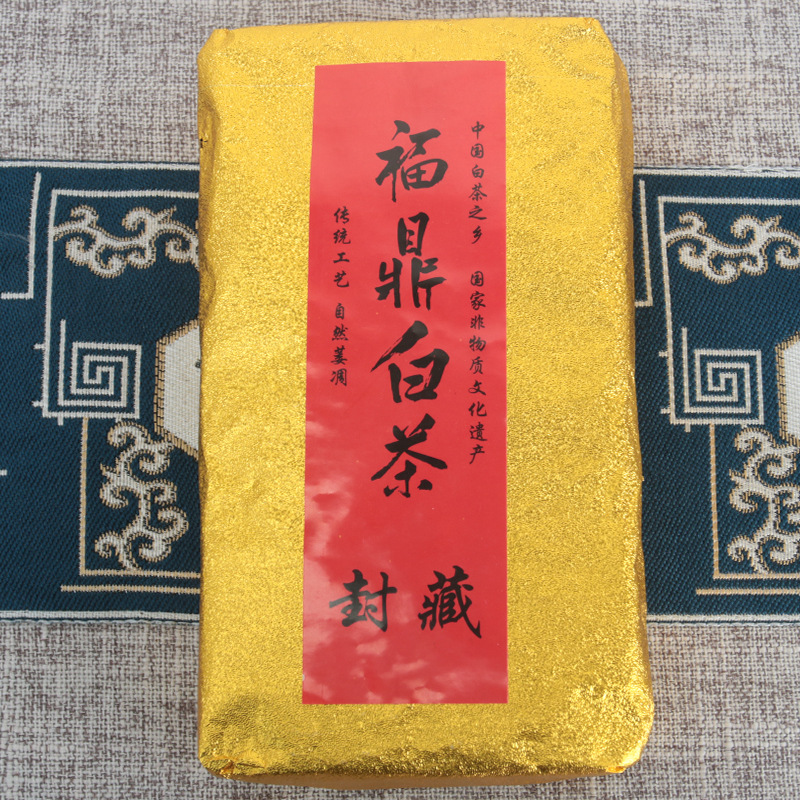 中国白茶之乡 国家非物质文化遗产
福鼎白茶
传统工艺 自然萎凋
封藏